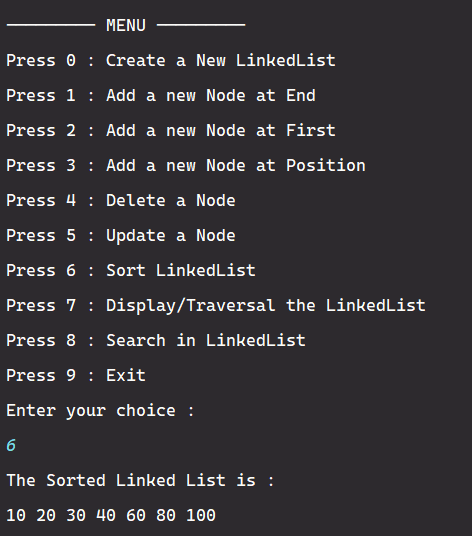 --------- MENU ---------
Press 0 : Create a New LinkedList
Press 1 : Add a new Node at End
Press 2 : Add a new Node at First
Press 3 : Add a new Node at Position
Press 4 : Delete a Node
Press 5 : Update a Node
Press 6 : Sort LinkedList
Press 7 : Display/Traversal the LinkedList
Press 8 : Search in LinkedList
Press 9 : Exit
Enter your choice :
6
The Sorted Linked List is :
10 20 30 40 60 80 100